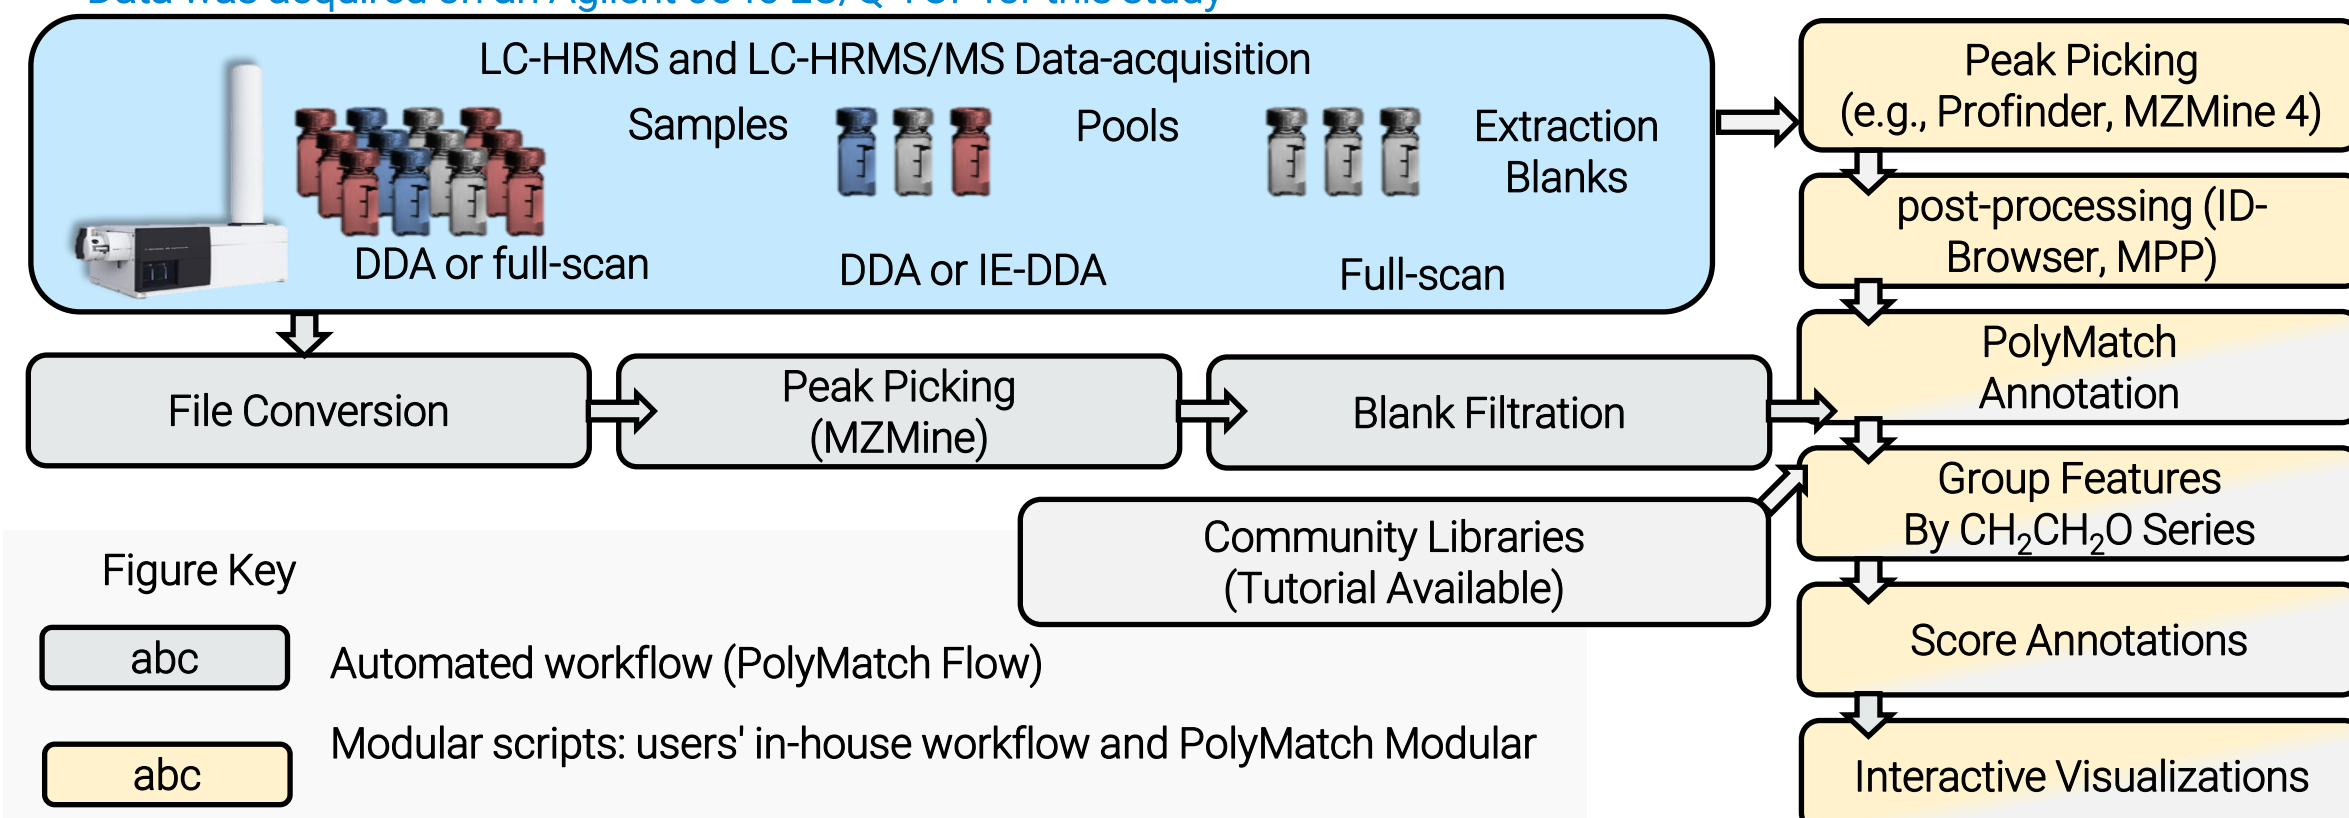 LC-HRMS and LC-HRMS/MS Data-acquisition
Samples
Pools
Extraction
Blanks
DDA or full-scan
DDA or IE-DDA
Full-scan
Peak Picking
(e.g., Profinder, MZMine 4)
post-processing (ID-
Browser, MPP)
PolyMatch
Annotation
File Conversion
Peak Picking
(MZMine)
Blank Filtration
Group Features
By CH₂CH₂O Series
Community Libraries
(Tutorial Available)
Score Annotations
Interactive Visualizations
Figure Key
abc
Automated workflow (PolyMatch Flow)
abc
Modular scripts: users' in-house workflow and PolyMatch Modular